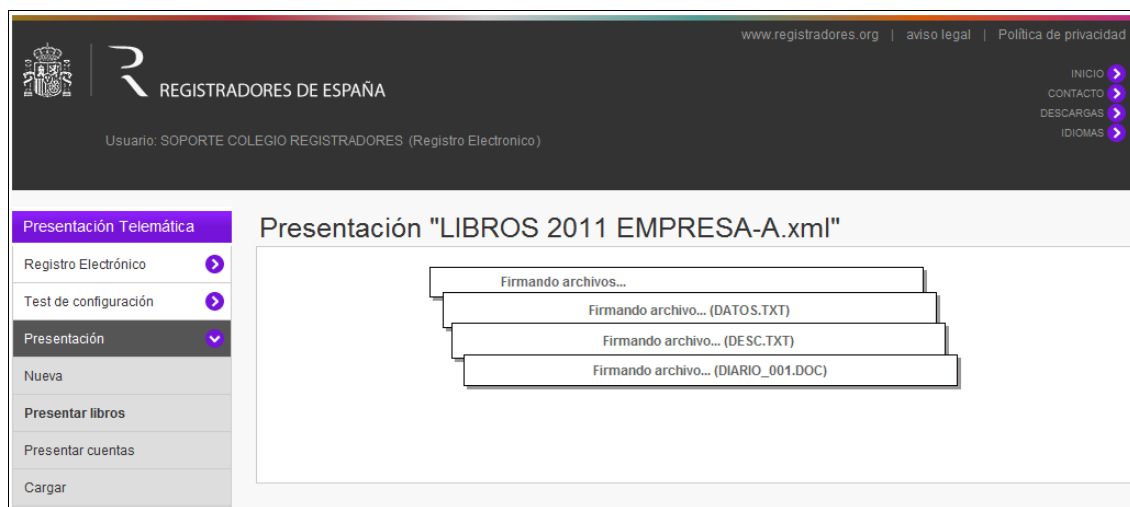 www.registradores.org | aviso legal | Política de privacidad
INICIO
CONTACTO
DESCARGAS
IDIOMAS
REGISTRADORES DE ESPAÑA
Usuario: SOPORTE COLEGIO REGISTRADORES (Registro Electronico)
Presentación Telemática
Registro Electrónico
Test de configuración
Presentación
Nueva
Presentar libros
Presentar cuentas
Cargar
Presentación "LIBROS 2011 EMPRESA-A.xml"
Firmando archivos...
Firmando archivo... (DATOS.TXT)
Firmando archivo... (DESC.TXT)
Firmando archivo... (DIARIO_001.DOC)